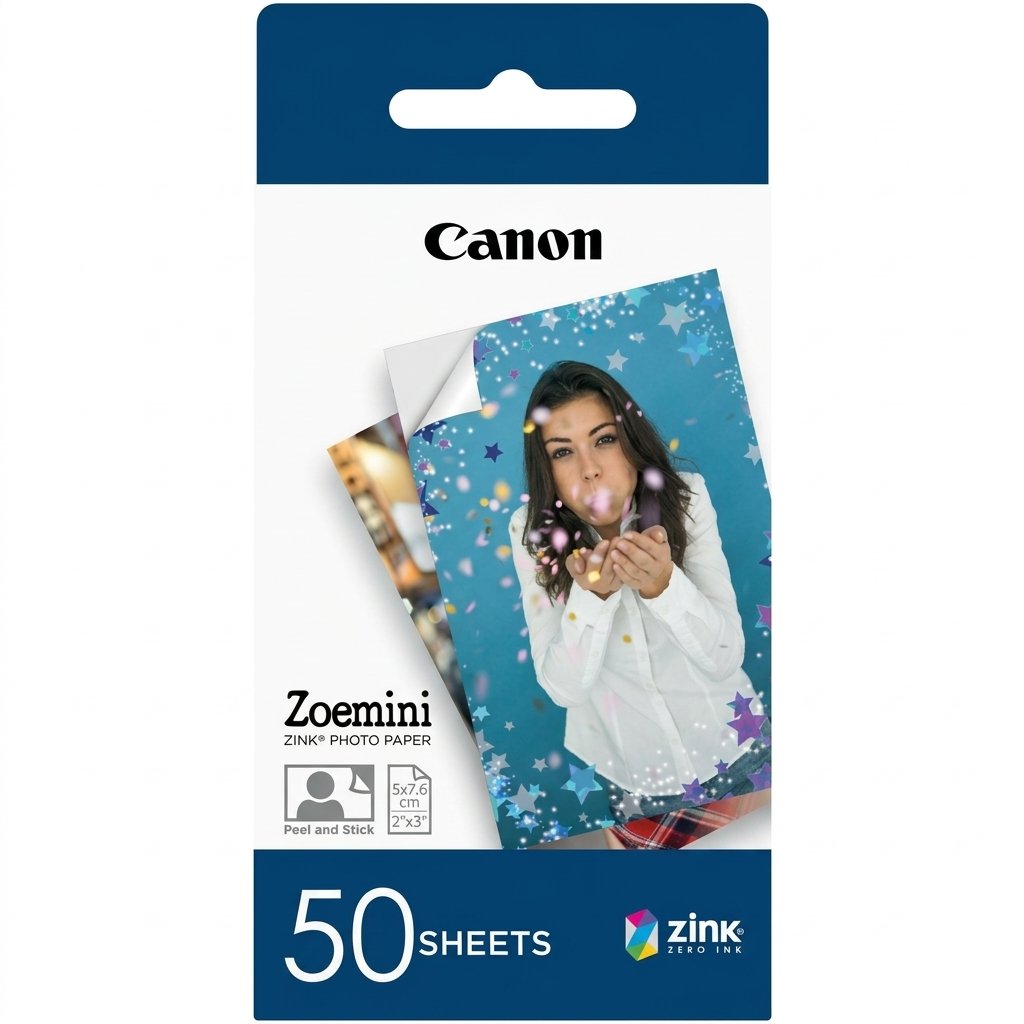 Canon
Zoemini
ZINK® PHOTO PAPER
5x7.6
cm
2"x3"
Peel and Stick
50 SHEETS
zink®
ZERO INK